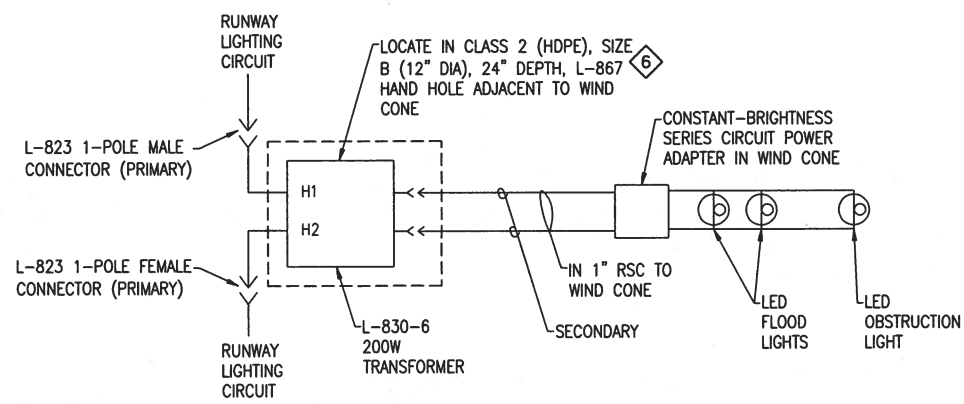 RUNWAY
LIGHTING
CIRCUIT
LOCATE IN CLASS 2 (HDPE), SIZE
B (12" DIA), 24" DEPTH, L-867
HAND HOLE ADJACENT TO WIND
CONE
6
CONSTANT-BRIGHTNESS
SERIES CIRCUIT POWER
ADAPTER IN WIND CONE
L-823 1-POLE MALE
CONNECTOR (PRIMARY)
H1
H2
L-823 1-POLE FEMALE
CONNECTOR (PRIMARY)
IN 1" RSC TO
WIND CONE
SECONDARY
LED
FLOOD
LIGHTS
LED
OBSTRUCTION
LIGHT
L-830-6
200W
TRANSFORMER
RUNWAY
LIGHTING
CIRCUIT